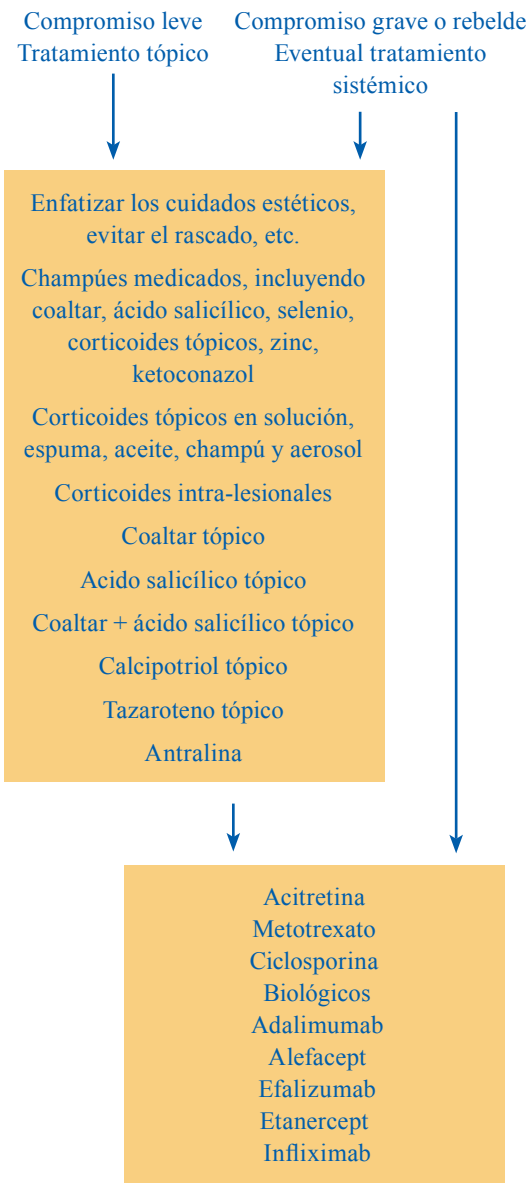 Compromiso leve
Tratamiento tópico
Compromiso grave o rebelde
Eventual tratamiento
sistémico
Enfatizar los cuidados estéticos,
evitar el rascado, etc.
Champúes medicados, incluyendo
coaltar, ácido salicílico, selenio,
corticoides tópicos, zinc,
ketoconazol
Corticoides tópicos en solución,
espuma, aceite, champú y aerosol
Corticoides intra-lesionales
Coaltar tópico
Acido salicílico tópico
Coaltar + ácido salicílico tópico
Calcipotriol tópico
Tazaroteno tópico
Antralina
Acitretina
Metotrexato
Ciclosporina
Biológicos
Adalimumab
Alefacept
Efalizumab
Etanercept
Infliximab